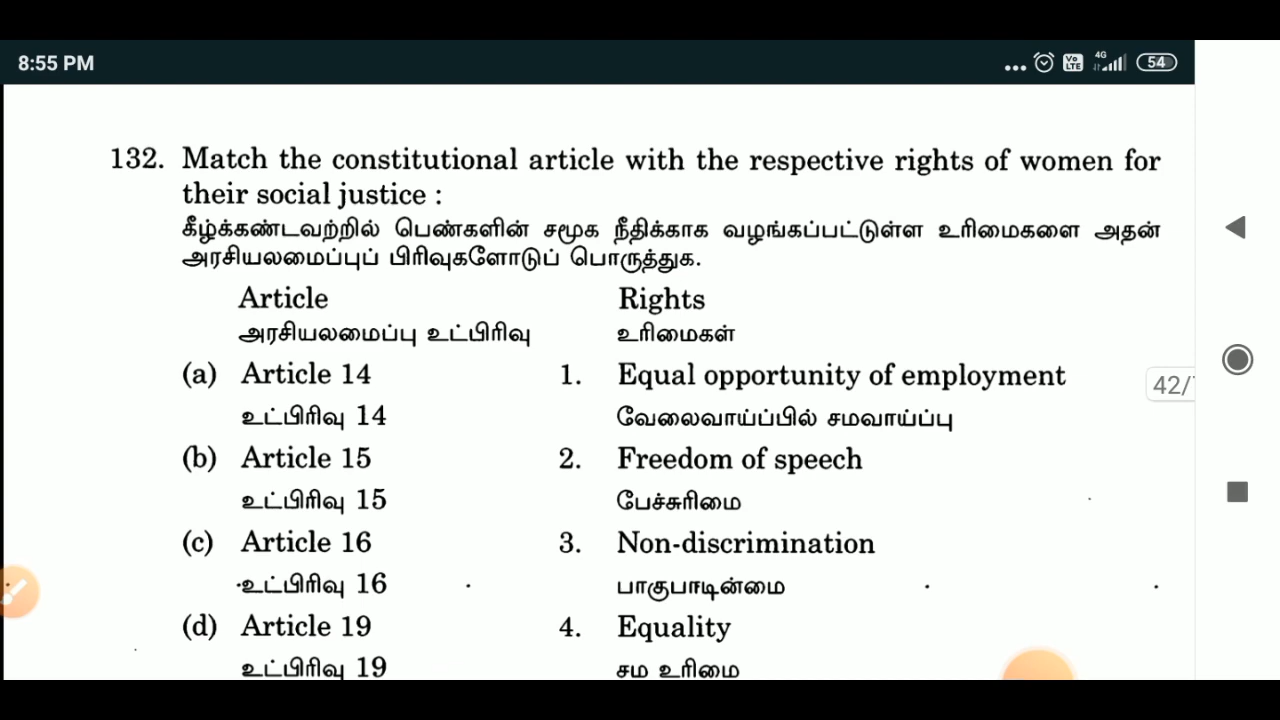 8:55 PM
4G
Vo LTE
54
132. Match the constitutional article with the respective rights of women for
their social justice :
கீழ்க்கண்டவற்றில் பெண்களின் சமூக நீதிக்காக வழங்கப்பட்டுள்ள உரிமைகளை அதன்
அரசியலமைப்புப் பிரிவுகளோடுப் பொருத்துக.
Article Rights
அரசியலமைப்பு உட்பிரிவு உரிமைகள்
(a) Article 14 1. Equal opportunity of employment
42/
உட்பிரிவு 14 வேலைவாய்ப்பில் சமவாய்ப்பு
(b) Article 15 2. Freedom of speech
உட்பிரிவு 15 பேச்சுரிமை
(c) Article 16 3. Non-discrimination
உட்பிரிவு 16 பாகுபாடின்மை
(d) Article 19 4. Equality
உட்பிரிவு 19 சம உரிமை